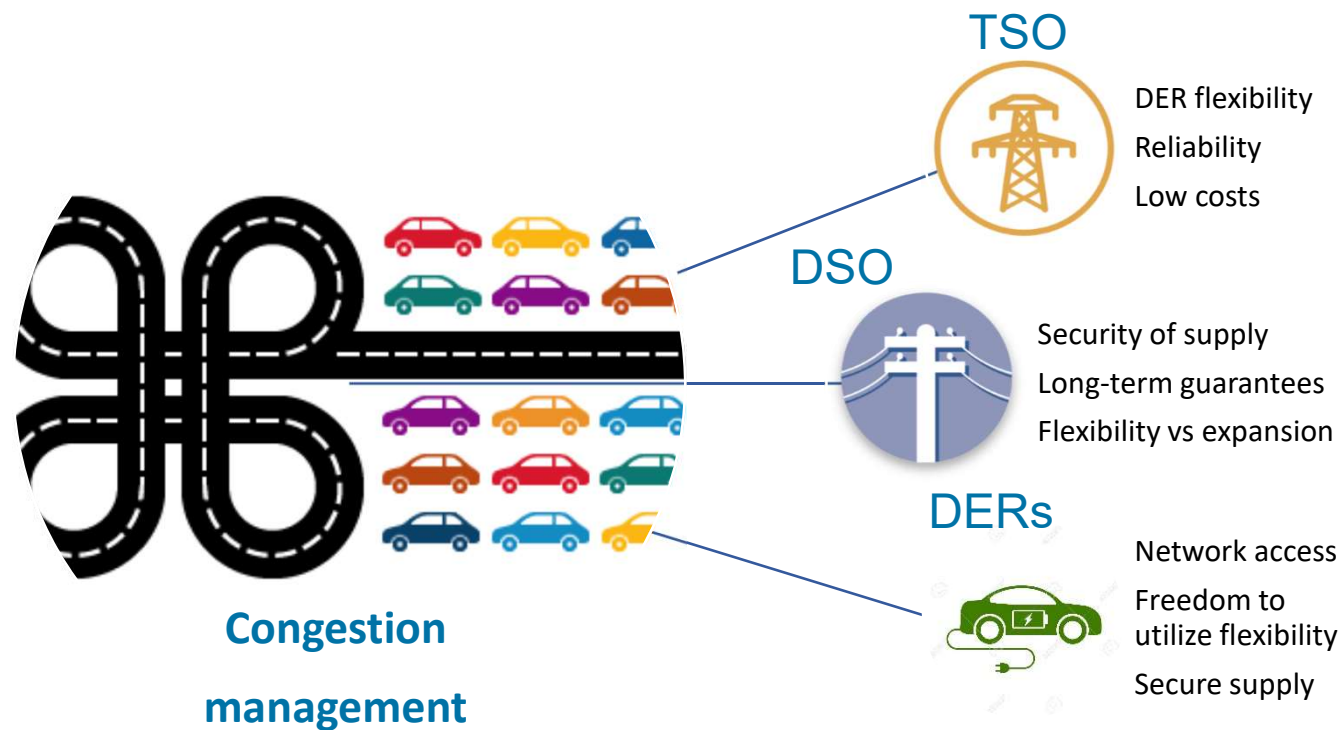 TSO
DER flexibility
Reliability
Low costs
DSO
Security of supply
Long-term guarantees
Flexibility vs expansion
DERs
Network access
Freedom to
utilize flexibility
Secure supply
Congestion
management